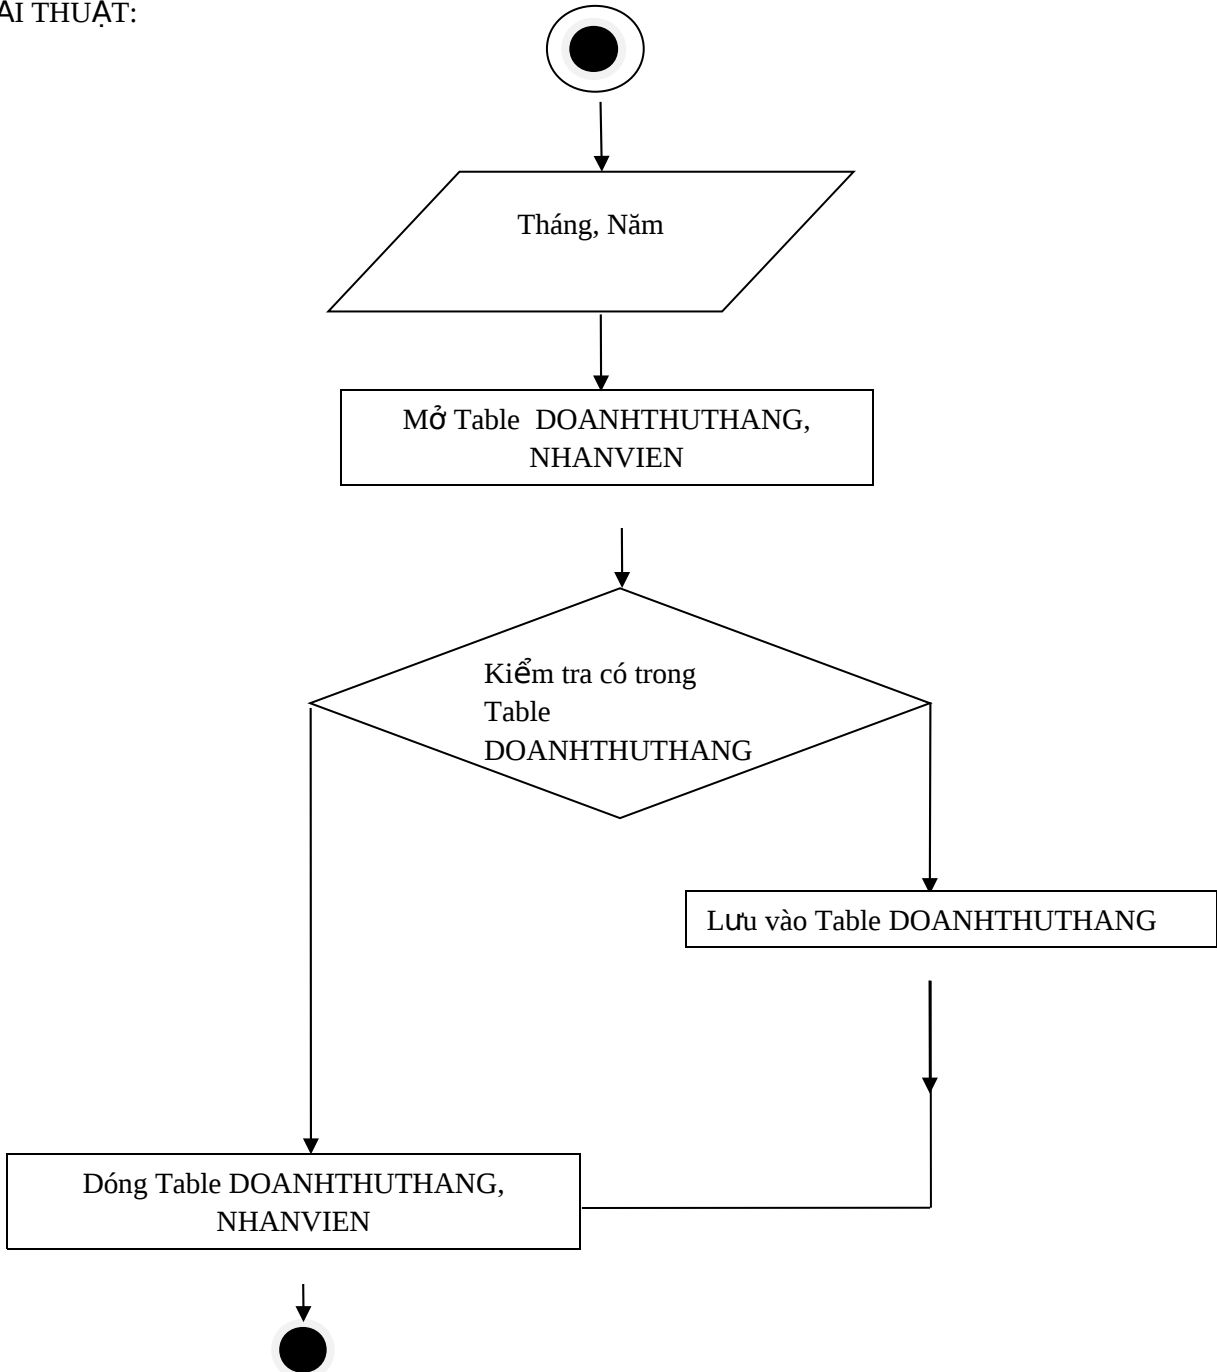 ẢI THUẬT:
Tháng, Năm
Mở Table DOANHTHUTHANG,
NHANVIEN
Kiểm tra có trong
Table
DOANHTHUTHANG
Lưu vào Table DOANHTHUTHANG
Dóng Table DOANHTHUTHANG,
NHANVIEN